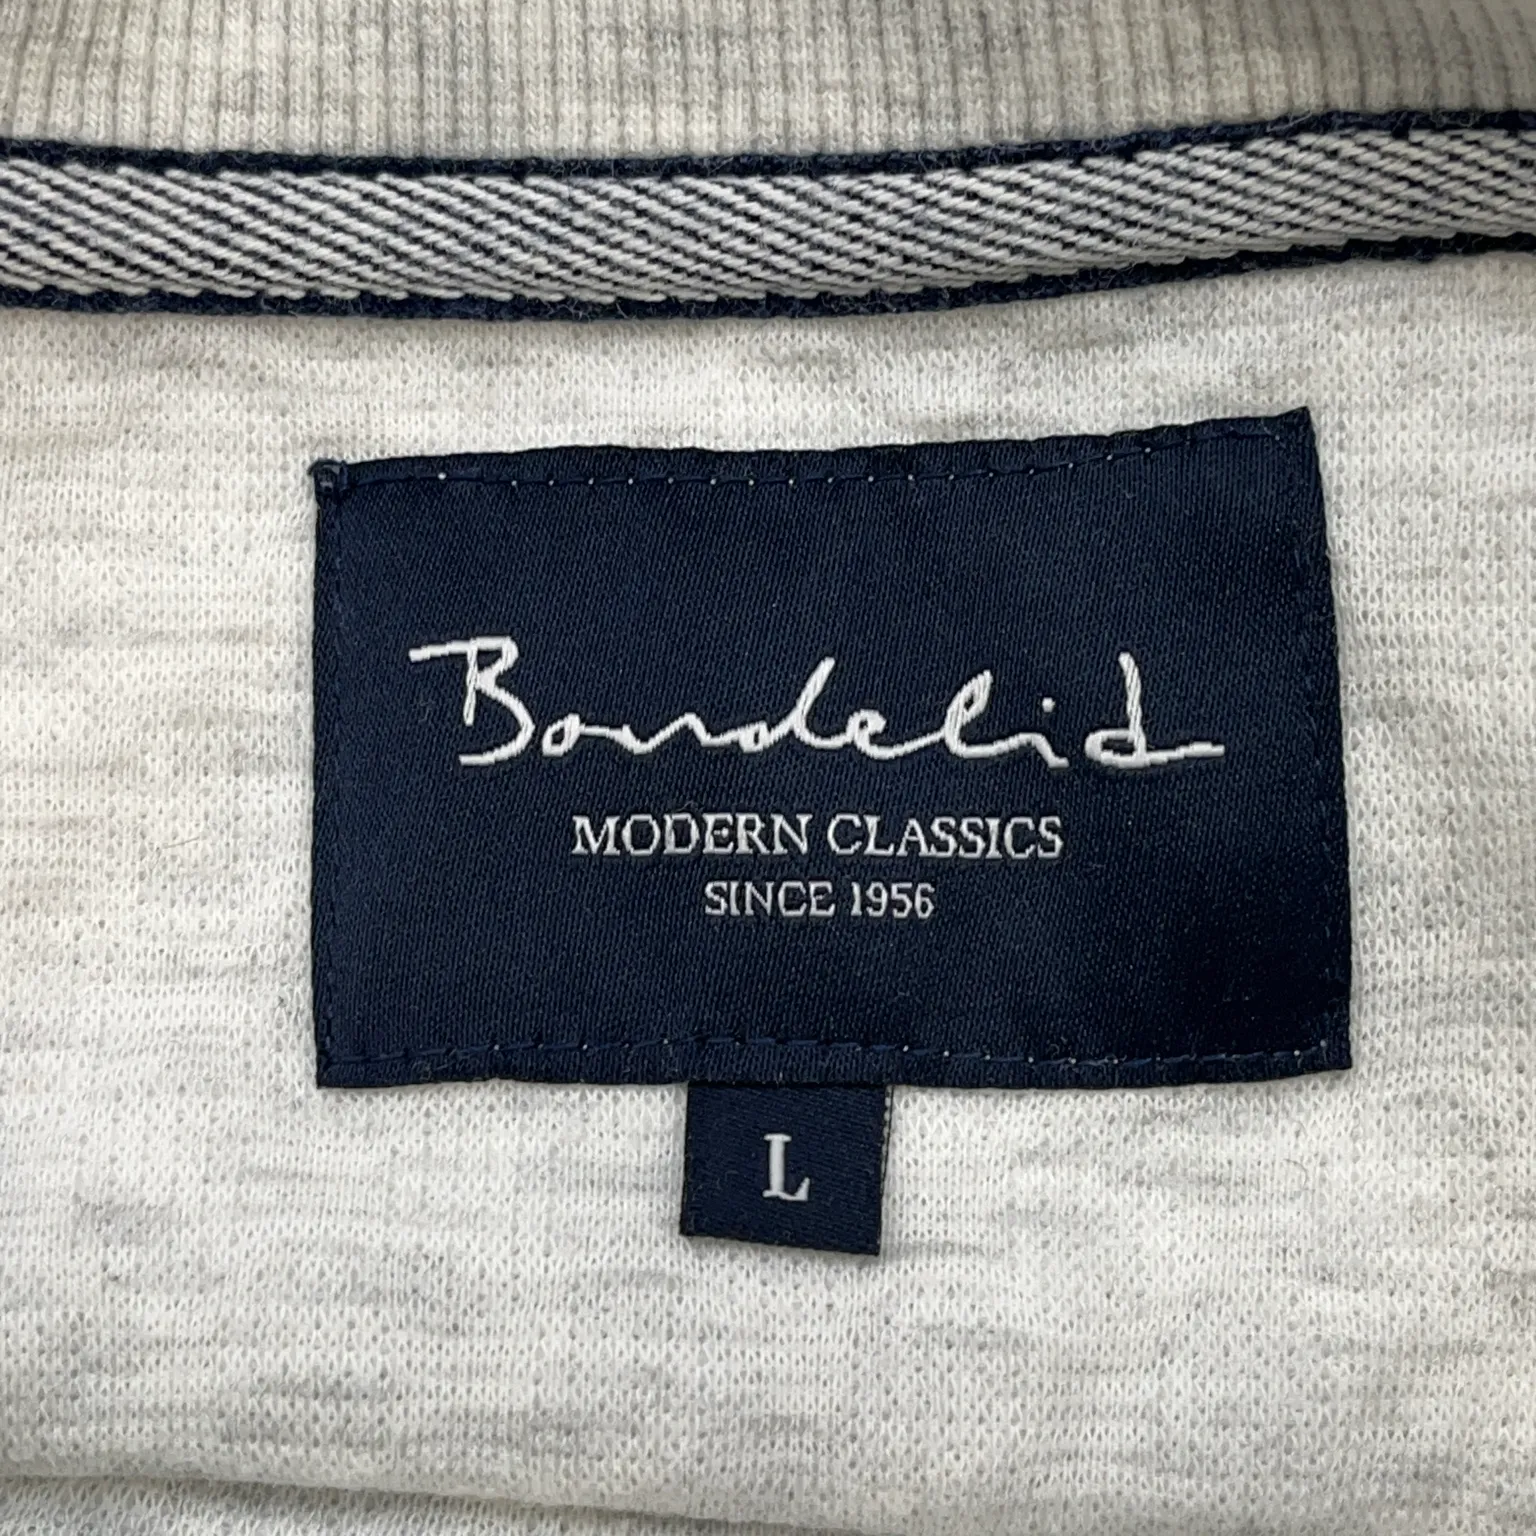 Bondelid
MODERN CLASSICS
SINCE 1956
L